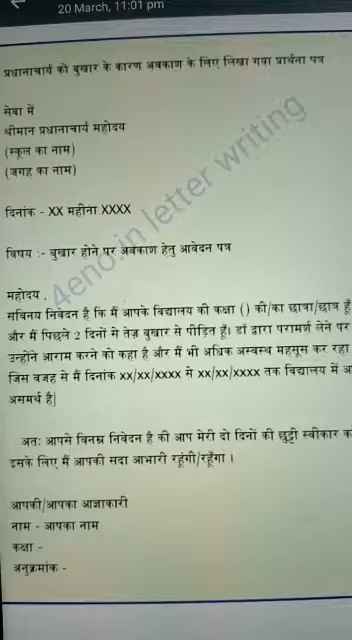 20 March, 11:01 pm
प्रधानाचार्य को बुखार के कारण अवकाश के लिए लिखा गया प्रार्थना पत्र
सेवा में
श्रीमान प्रधानाचार्य महोदय
(स्कूल का नाम)
(जगह का नाम)
दिनांक - XX महीना XXXX
विषय :- बुखार होने पर अवकाश हेतु आवेदन पत्र
महोदय ,
सविनय निवेदन है कि मैं आपके विद्यालय की कक्षा () की/का छात्रा/छात्र हूँ
और मैं पिछले 2 दिनों से तेज़ बुखार से पीड़ित हूँ। डॉ द्वारा परामर्श लेने पर
उन्होंने आराम करने को कहा है और मैं भी अधिक अस्वस्थ महसूस कर रहा
जिस वजह से मैं दिनांक xx/xx/xxxx से xx/xx/xxxx तक विद्यालय में
असमर्थ है|
अतः आपसे विनम्र निवेदन है की आप मेरी दो दिनों की छुट्टी स्वीकार
इसके लिए मैं आपकी सदा आभारी रहूंगी/रहूँगा ।
आपकी/आपका आज्ञाकारी
नाम - आपका नाम
कक्षा -
अनुक्रमांक -
4eno.in letter writing